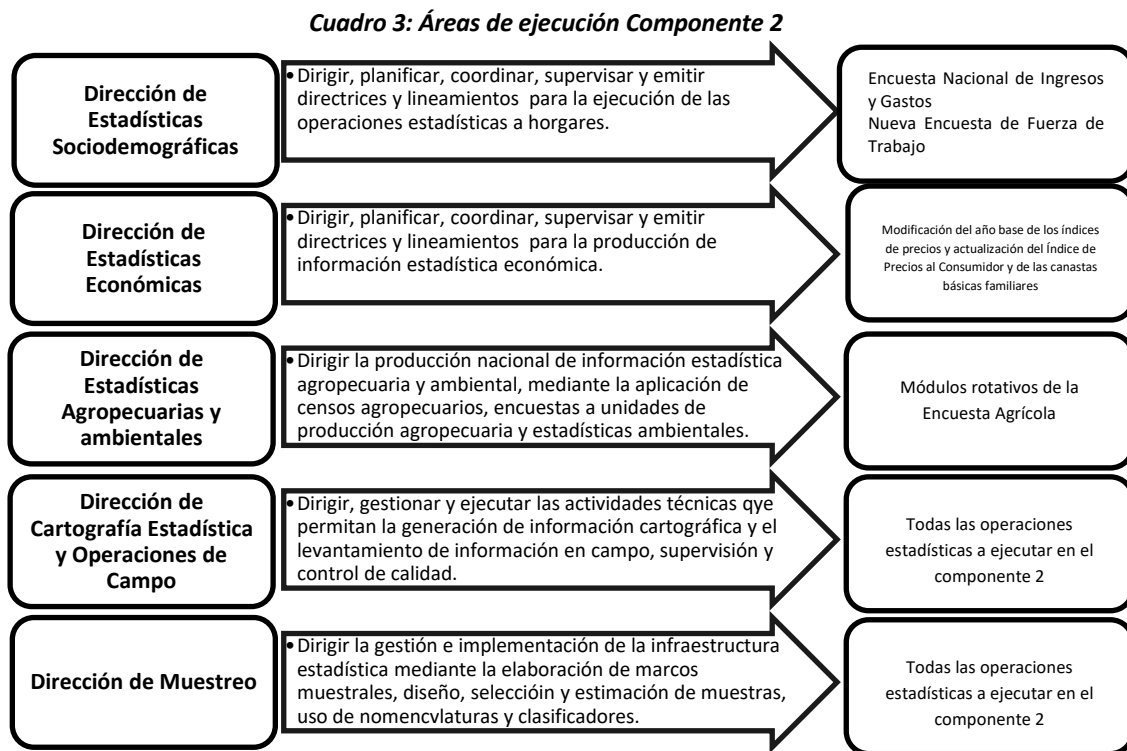 Cuadro 3: Áreas de ejecución Componente 2
Dirección de
Estadísticas
Sociodemográficas
• Dirigir, planificar, coordinar, supervisar y emitir
directrices y lineamientos para la ejecución de las
operaciones estadísticas a horgares.
Encuesta Nacional de Ingresos
y Gastos
Nueva Encuesta de Fuerza de
Trabajo
Dirección de
Estadísticas
Económicas
• Dirigir, planificar, coordinar, supervisar y emitir
directrices y lineamientos para la producción de
información estadística económica.
Modificación del año base de los índices
de precios y actualización del Índice de
Precios al Consumidor y de las canastas
básicas familiares
Dirección de
Estadísticas
Agropecuarias y
ambientales
• Dirigir la producción nacional de información estadística
agropecuaria y ambiental, mediante la aplicación de
censos agropecuarios, encuestas a unidades de
producción agropecuaria y estadísticas ambientales.
Módulos rotativos de la
Encuesta Agrícola
Dirección de
Cartografía Estadística
y Operaciones de
Campo
• Dirigir, gestionar y ejecutar las actividades técnicas qye
permitan la generación de información cartográfica y el
levantamiento de información en campo, supervisión y
control de calidad.
Todas las operaciones
estadísticas a ejecutar en el
componente 2
Dirección de Muestreo
• Dirigir la gestión e implementación de la infraestructura
estadística mediante la elaboración de marcos
muestrales, diseño, seleccióin y estimación de muestras,
uso de nomencvlaturas y clasificadores.
Todas las operaciones
estadísticas a ejecutar en el
componente 2